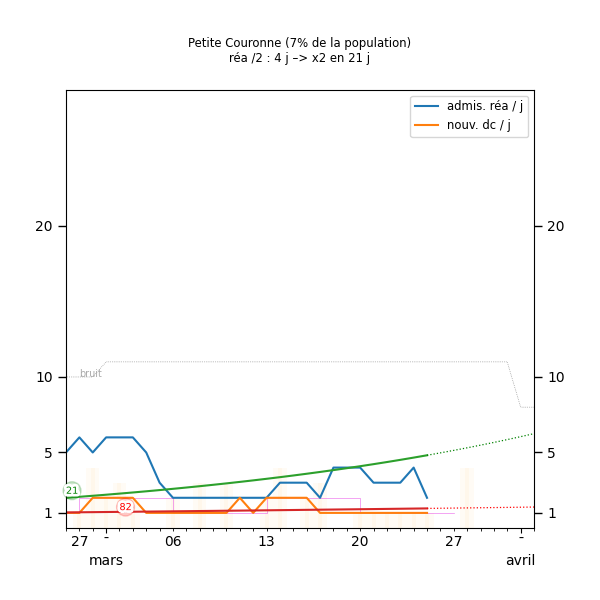 Petite Couronne (7% de la population)
réa /2 : 4 j –> x2 en 21 j
admis. réa / j
nouv. dc / j
20 20
bruit
10 10
5 5
21
82
1 1
27 - 06 13 20 27 -
mars avril